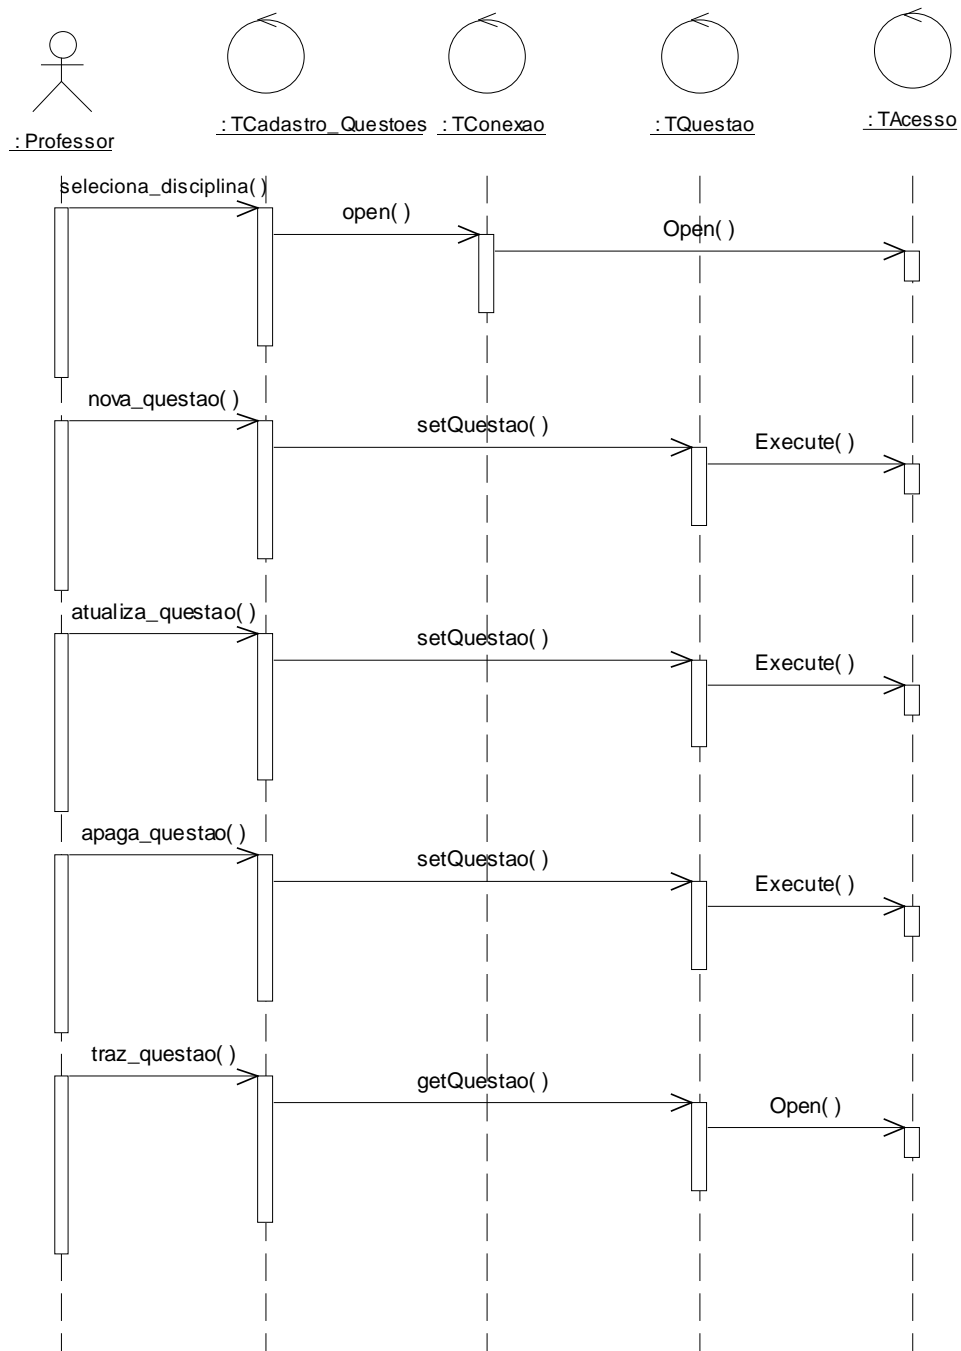 : Professor
: TCadastro_Questoes
: TConexao
: TQuestao
: TAcesso
seleciona_disciplina( )
open( )
Open( )
nova_questao( )
setQuestao( )
Execute( )
atualiza_questao( )
setQuestao( )
Execute( )
apaga_questao( )
setQuestao( )
Execute( )
traz_questao( )
getQuestao( )
Open( )